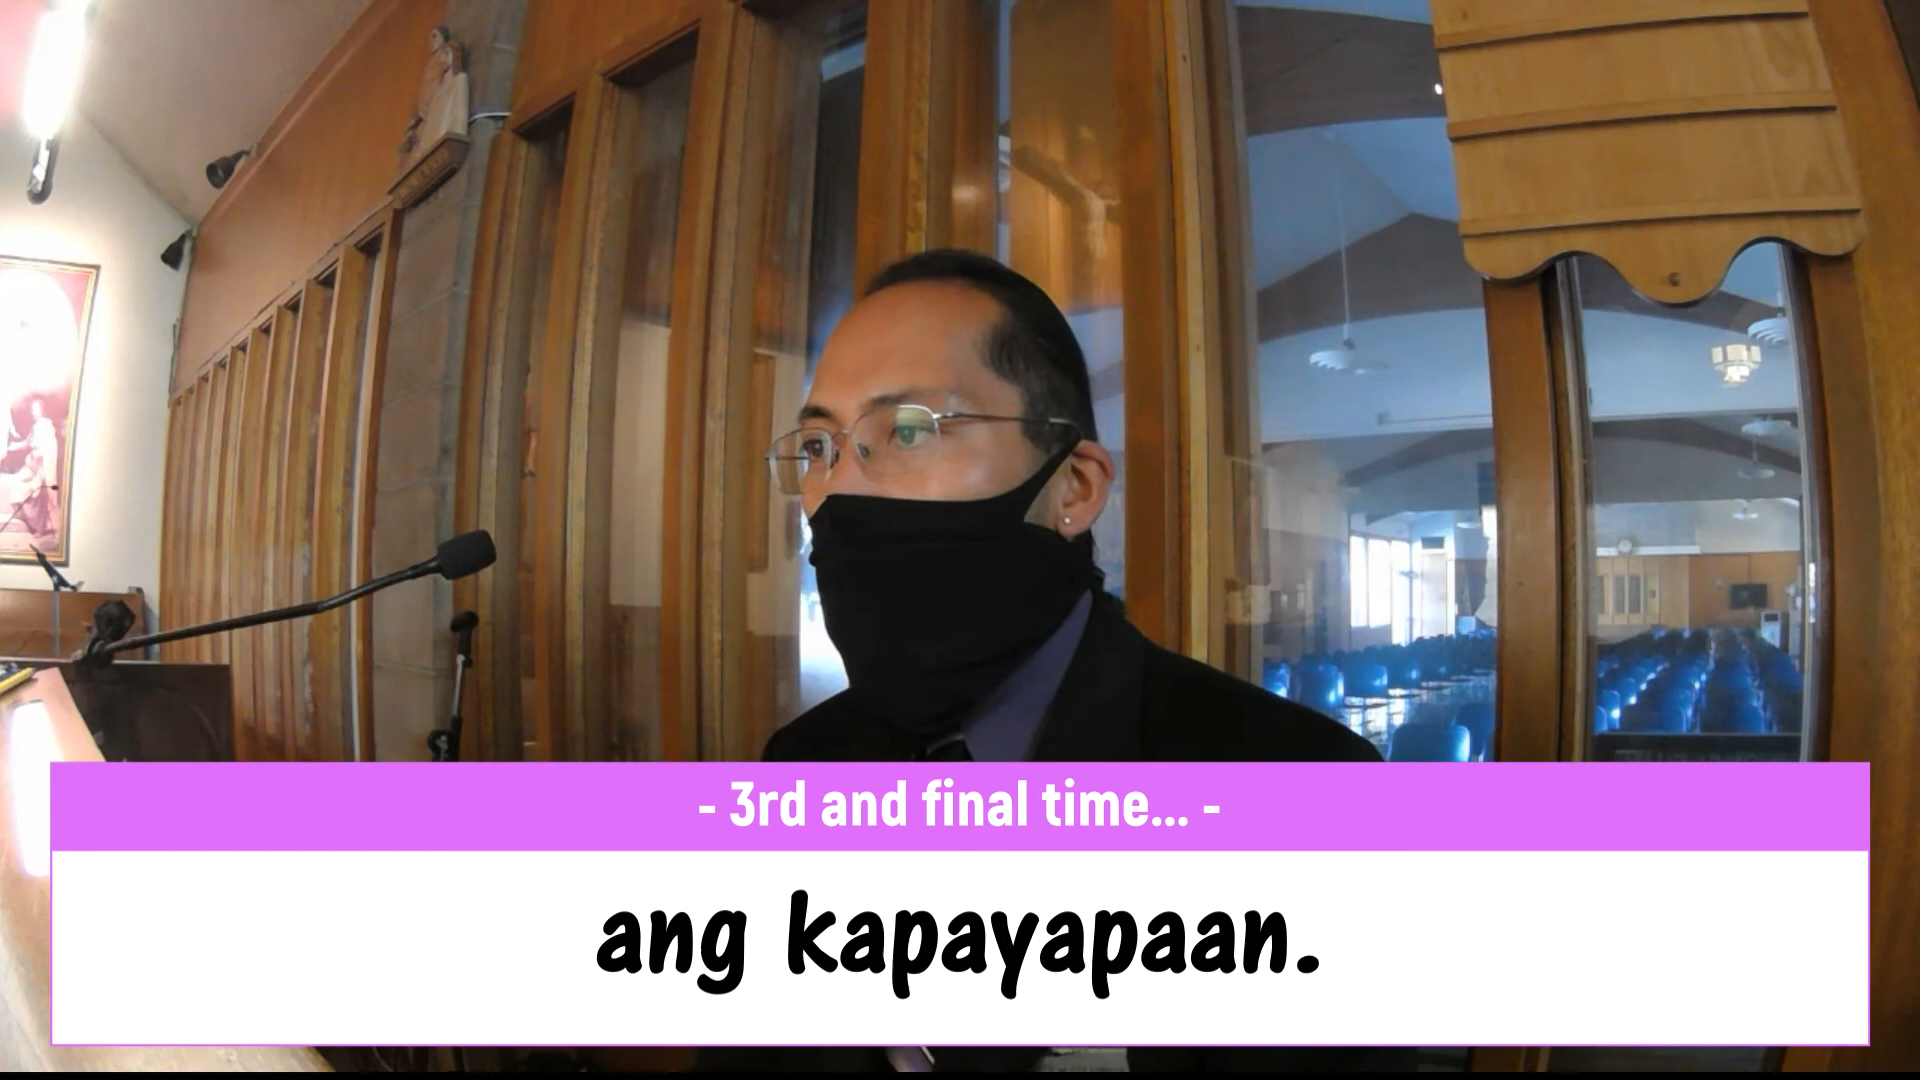 - 3rd and final time... -
ang kapayapaan.